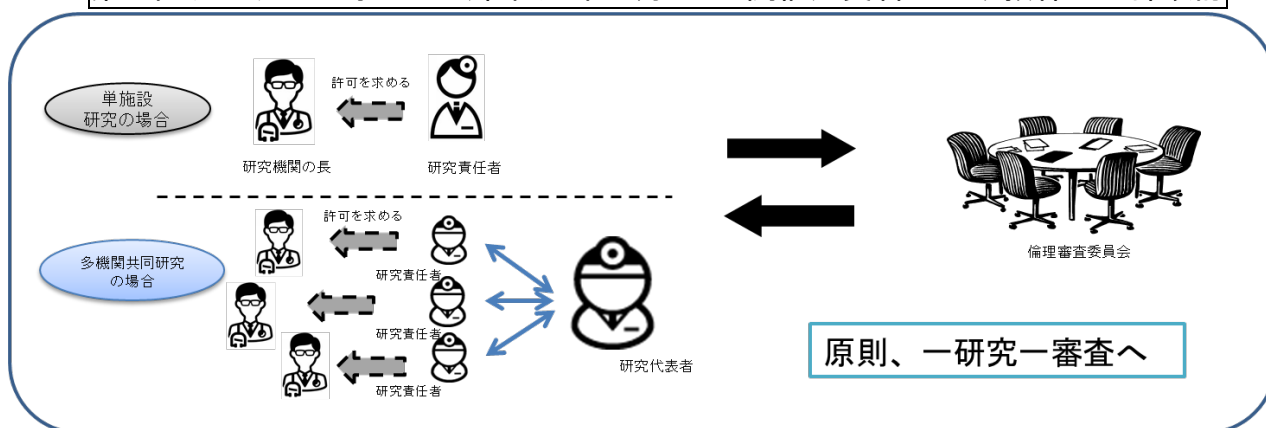 単施設
研究の場合
許可を求める
研究機関の長
研究責任者
多機関共同研究
の場合
許可を求める
研究責任者
研究責任者
研究責任者
研究代表者
倫理審査委員会
原則、一研究一審査へ